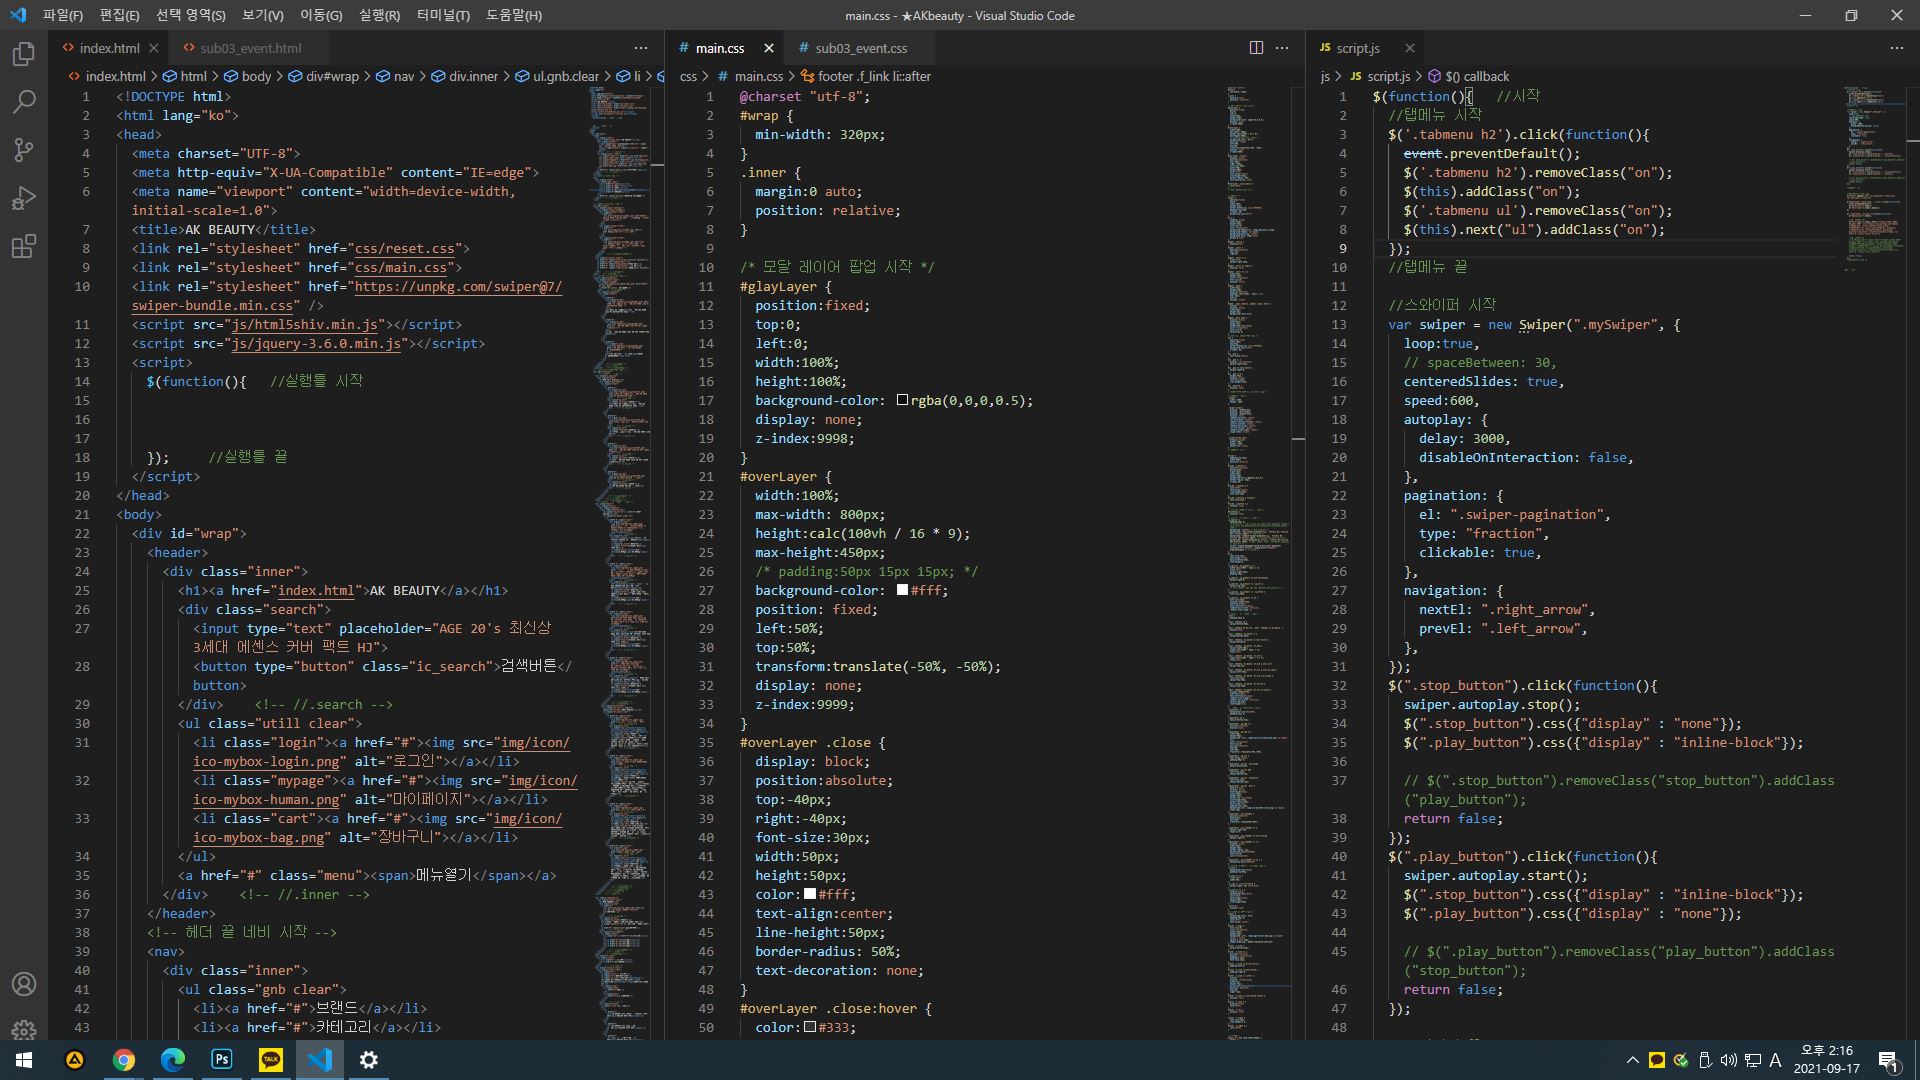 파일(F) 편집(E) 선택 영역(S) 보기(V) 이동(G) 실행(R) 터미널(T) 도움말(H)
main.css - ★AKbeauty - Visual Studio Code
index.html
sub03_event.html
index.html > html > body > div#wrap > nav > div.inner > ul.gnb.clear > li >
1 <!DOCTYPE html>
2 <html lang="ko">
3 <head>
4 <meta charset="UTF-8">
5 <meta http-equiv="X-UA-Compatible" content="IE=edge">
6 <meta name="viewport" content="width=device-width,
initial-scale=1.0">
7 <title>AK BEAUTY</title>
8 <link rel="stylesheet" href="css/reset.css">
9 <link rel="stylesheet" href="css/main.css">
10 <link rel="stylesheet" href="https://unpkg.com/swiper@7/
swiper-bundle.min.css" />
11 <script src="js/html5shiv.min.js"></script>
12 <script src="js/jquery-3.6.0.min.js"></script>
13 <script>
14 $(function(){ //실행틀 시작
15
16
17
18 }); //실행틀 끝
19 </script>
20 </head>
21 <body>
22 <div id="wrap">
23 <header>
24 <div class="inner">
25 <h1><a href="index.html">AK BEAUTY</a></h1>
26 <div class="search">
27 <input type="text" placeholder="AGE 20's 최신상
3세대 에센스 커버 팩트 HJ">
28 <button type="button" class="ic_search">검색버튼</
button>
29 </div> <!-- //.search -->
30 <ul class="utill clear">
31 <li class="login"><a href="#"><img src="img/icon/
ico-mybox-login.png" alt="로그인"></a></li>
32 <li class="mypage"><a href="#"><img src="img/icon/
ico-mybox-human.png" alt="마이페이지"></a></li>
33 <li class="cart"><a href="#"><img src="img/icon/
ico-mybox-bag.png" alt="장바구니"></a></li>
34 </ul>
35 <a href="#" class="menu"><span>메뉴열기</span></a>
36 </div> <!-- //.inner -->
37 </header>
38 <!-- 헤더 끝 네비 시작 -->
39 <nav>
40 <div class="inner">
41 <ul class="gnb clear">
42 <li><a href="#">브랜드</a></li>
43 <li><a href="#">카테고리</a></li>
main.css
sub03_event.css
css > main.css > footer .f_link li::after
1 @charset "utf-8";
2 #wrap {
3 min-width: 320px;
4 }
5 .inner {
6 margin:0 auto;
7 position: relative;
8 }
9
10 /* 모달 레이어 팝업 시작 */
11 #glayLayer {
12 position:fixed;
13 top:0;
14 left:0;
15 width:100%;
16 height:100%;
17 background-color: rgba(0,0,0,0.5);
18 display: none;
19 z-index:9998;
20 }
21 #overLayer {
22 width:100%;
23 max-width: 800px;
24 height:calc(100vh / 16 * 9);
25 max-height:450px;
26 /* padding:50px 15px 15px; */
27 background-color: #fff;
28 position: fixed;
29 left:50%;
30 top:50%;
31 transform:translate(-50%, -50%);
32 display: none;
33 z-index:9999;
34 }
35 #overLayer .close {
36 display: block;
37 position:absolute;
38 top:-40px;
39 right:-40px;
40 font-size:30px;
41 width:50px;
42 height:50px;
43 color:#fff;
44 text-align:center;
45 line-height:50px;
46 border-radius: 50%;
47 text-decoration: none;
48 }
49 #overLayer .close:hover {
50 color:#333;
JS script.js
js > JS script.js > $() callback
1 $(function(){ //시작
2 //탭메뉴 시작
3 $('.tabmenu h2').click(function(){
4 event.preventDefault();
5 $('.tabmenu h2').removeClass("on");
6 $(this).addClass("on");
7 $('.tabmenu ul').removeClass("on");
8 $(this).next("ul").addClass("on");
9 });
10 //탭메뉴 끝
11
12 //스와이퍼 시작
13 var swiper = new Swiper(".mySwiper", {
14 loop:true,
15 // spaceBetween: 30,
16 centeredSlides: true,
17 speed:600,
18 autoplay: {
19 delay: 3000,
20 disableOnInteraction: false,
21 },
22 pagination: {
23 el: ".swiper-pagination",
24 type: "fraction",
25 clickable: true,
26 },
27 navigation: {
28 nextEl: ".right_arrow",
29 prevEl: ".left_arrow",
30 },
31 });
32 $(".stop_button").click(function(){
33 swiper.autoplay.stop();
34 $(".stop_button").css({"display" : "none"});
35 $(".play_button").css({"display" : "inline-block"});
36
37 // $(".stop_button").removeClass("stop_button").addClass
("play_button");
38 return false;
39 });
40 $(".play_button").click(function(){
41 swiper.autoplay.start();
42 $(".stop_button").css({"display" : "inline-block"});
43 $(".play_button").css({"display" : "none"});
44
45 // $(".play_button").removeClass("play_button").addClass
("stop_button");
46 return false;
47 });
48
Ps
TALK
A
오후 2:16
2021-09-17
1